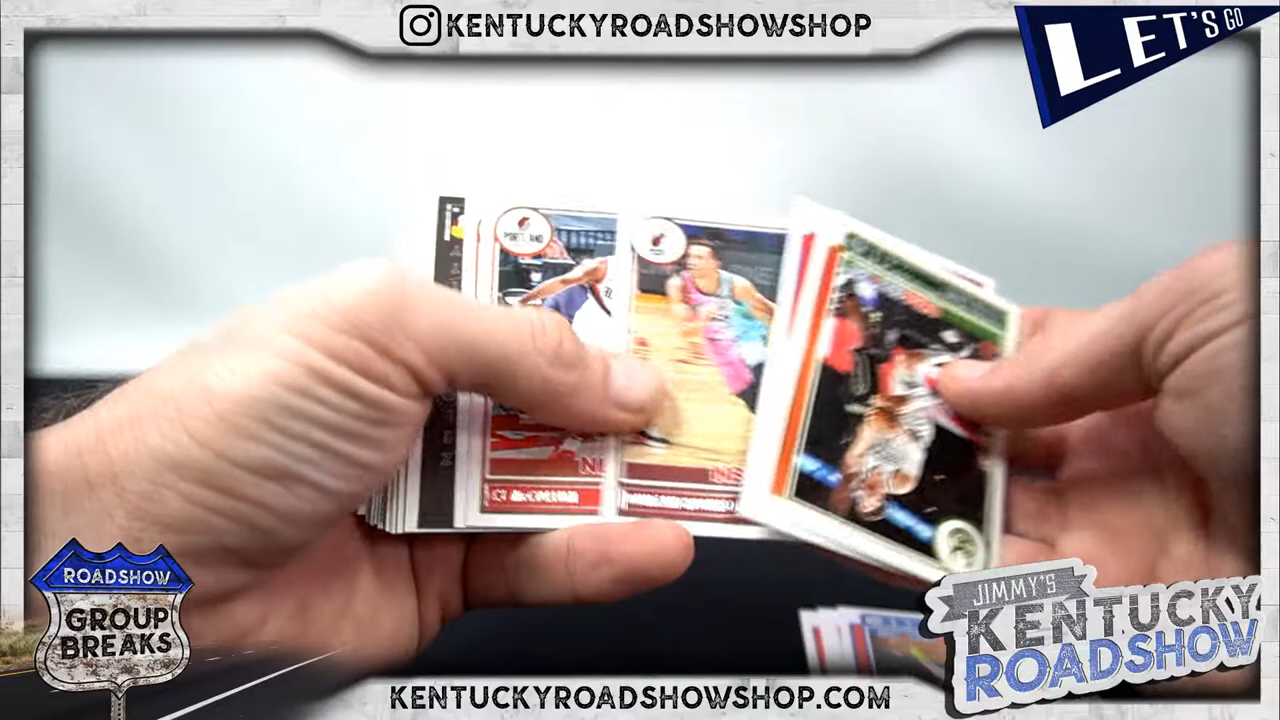 KENTUCKYROADSHOWSHOP
LET'S GO
PORTLAND
ROADSHOW
GROUP
BREAKS
JIMMY'S
KENTUCKY
ROADSHOW
KENTUCKYROADSHOWSHOP.COM